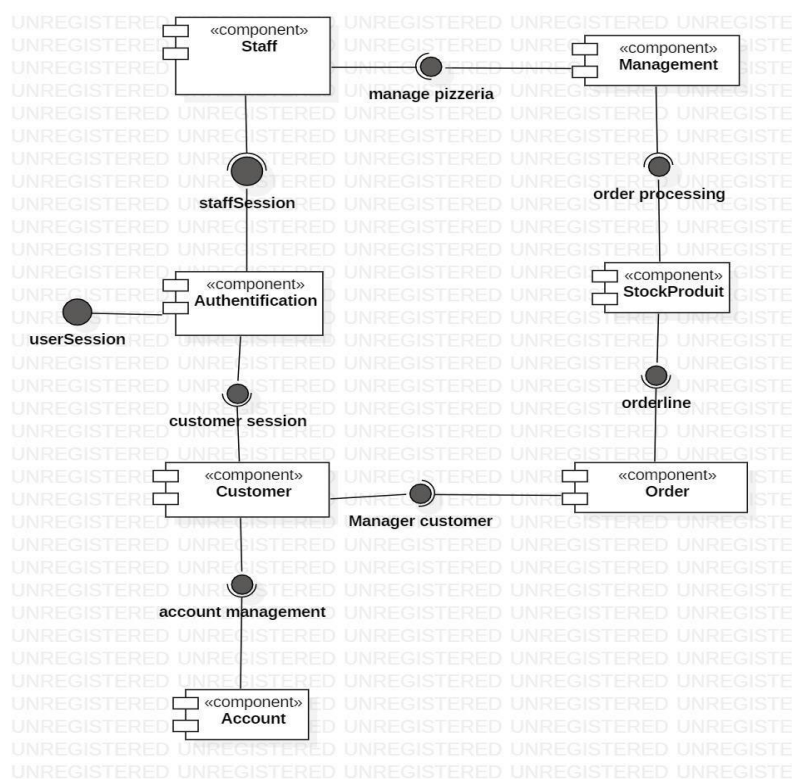 «component»
Staff
«component»
Management
manage pizzeria
staffSession
order processing
«component»
Authentification
«component»
StockProduit
userSession
customer session
orderline
«component»
Customer
«component»
Order
Manager customer
account management
«component»
Account
UNREGISTERED